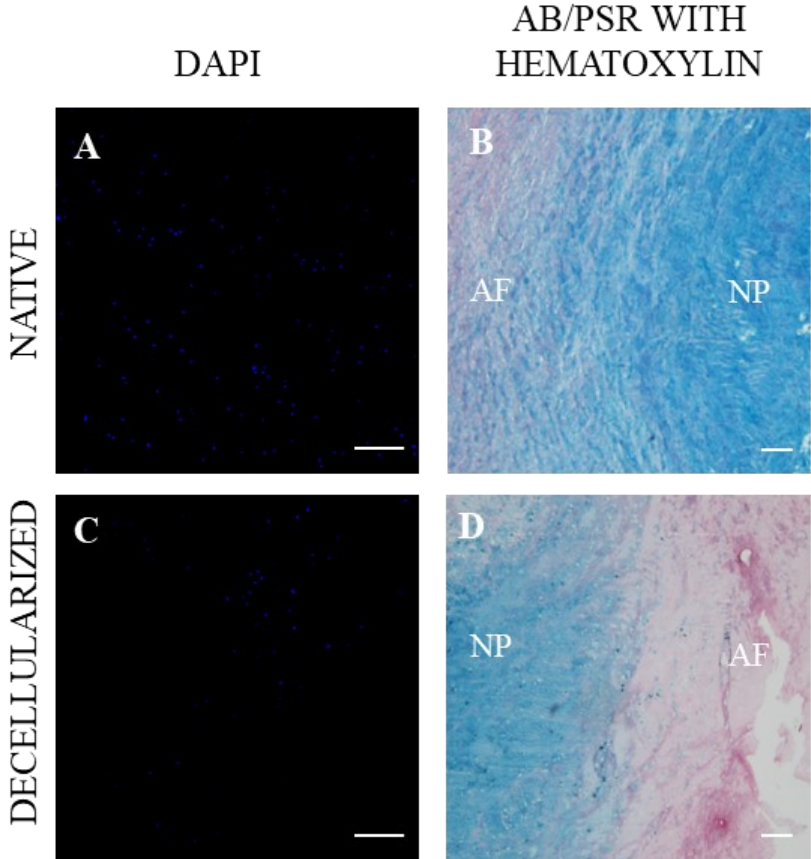 DAPI
AB/PSR WITH
HEMATOXYLIN
NATIVE
A
B
AF
NP
DECELLULARIZED
C
D
NP
AF